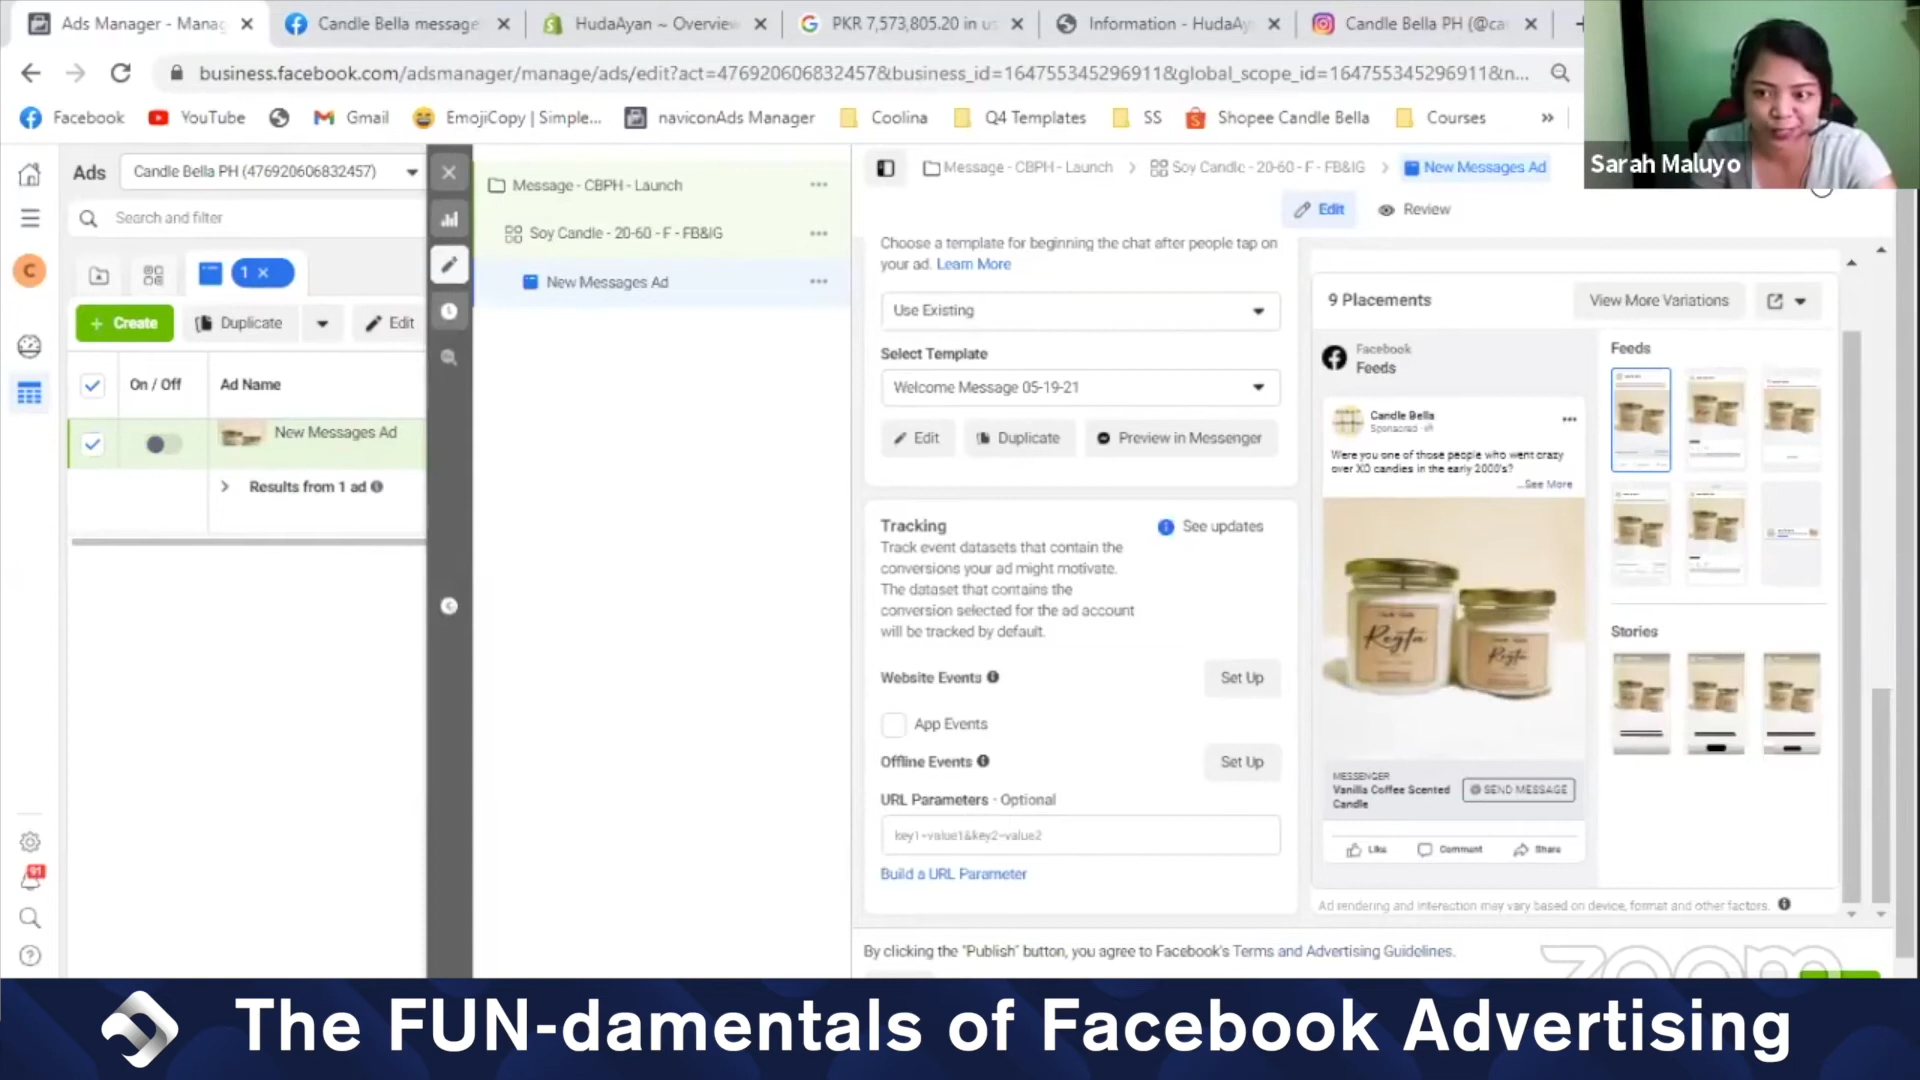 Ads Manager - Manag
Candle Bella message
HudaAyan ~ Overview
PKR 7,573,805.20 in us
Information - HudaAy
Candle Bella PH (@ca
business.facebook.com/adsmanager/manage/ads/edit?act=476920606832457&business_id=164755345296911&global_scope_id=164755345296911&n...
Facebook
YouTube
Gmail
EmojiCopy | Simple...
naviconAds Manager
Coolina
Q4 Templates
SS
Shopee Candle Bella
Courses
Sarah Maluyo
Ads
Candle Bella PH (476920606832457)
Message - CBPH - Launch
Soy Candle - 20-60 - F - FB&IG
New Messages Ad
Message - CBPH - Launch
Soy Candle - 20-60 - F - FB&IG
New Messages Ad
Edit
Review
Search and filter
C
1
Create
Duplicate
Edit
On / Off
Ad Name
New Messages Ad
Results from 1 ad
91
Choose a template for beginning the chat after people tap on
your ad. Learn More
Use Existing
Select Template
Welcome Message 05-19-21
Edit
Duplicate
Preview in Messenger
Tracking
See updates
Track event datasets that contain the
conversions your ad might motivate.
The dataset that contains the
conversion selected for the ad account
will be tracked by default.
Website Events
Set Up
App Events
Offline Events
Set Up
URL Parameters - Optional
key1=value1&key2=value2
Build a URL Parameter
9 Placements
View More Variations
Facebook
Feeds
Candle Bella
Sponsored
Were you one of those people who went crazy
over XO candies in the early 2000's?
...See More
Regta
Regta
MESSENGER
Vanilla Coffee Scented
Candle
SEND MESSAGE
Like
Comment
Share
Feeds
Stories
Ad rendering and interaction may vary based on device, format and other factors.
By clicking the "Publish" button, you agree to Facebook's Terms and Advertising Guidelines.
zoom
The FUN-damentals of Facebook Advertising